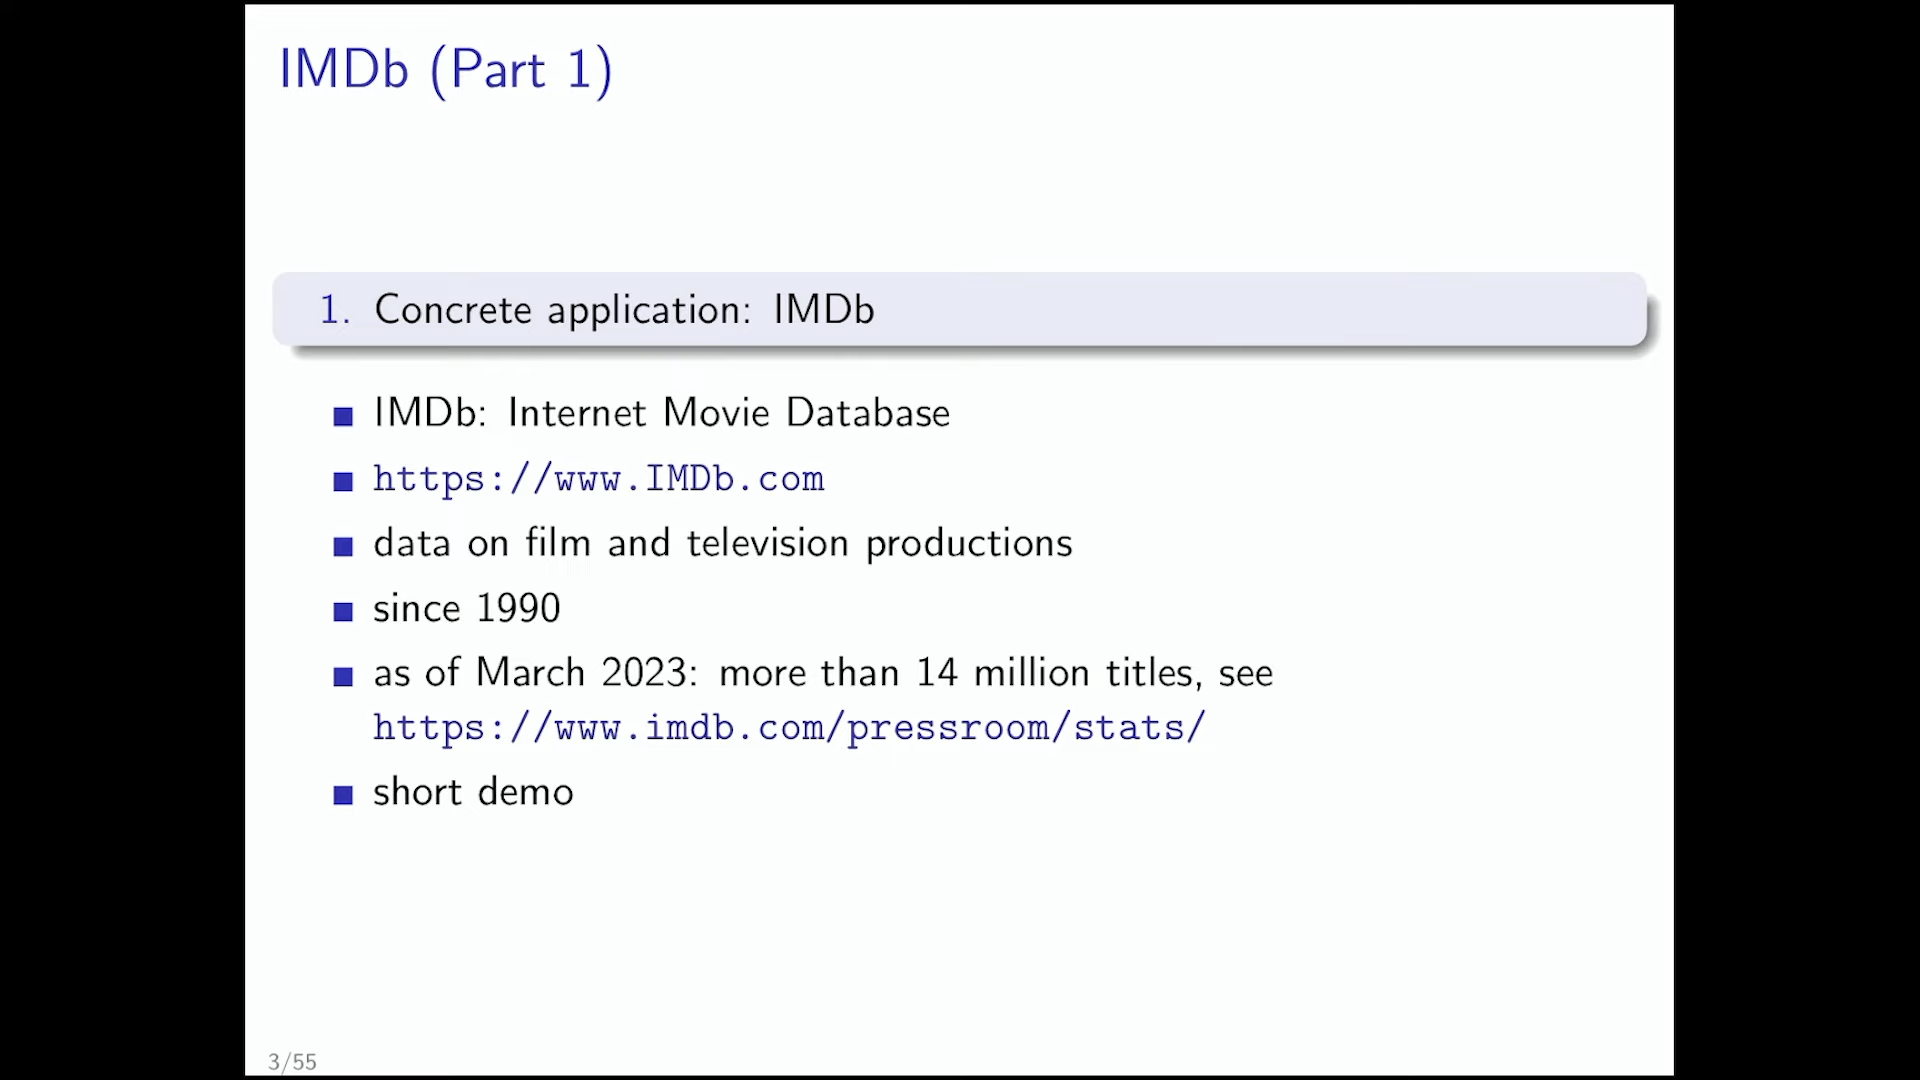 IMDb (Part 1)
1. Concrete application: IMDb
IMDb: Internet Movie Database
https://www.IMDb.com
data on film and television productions
since 1990
as of March 2023: more than 14 million titles, see
https://www.imdb.com/pressroom/stats/
short demo
3/55